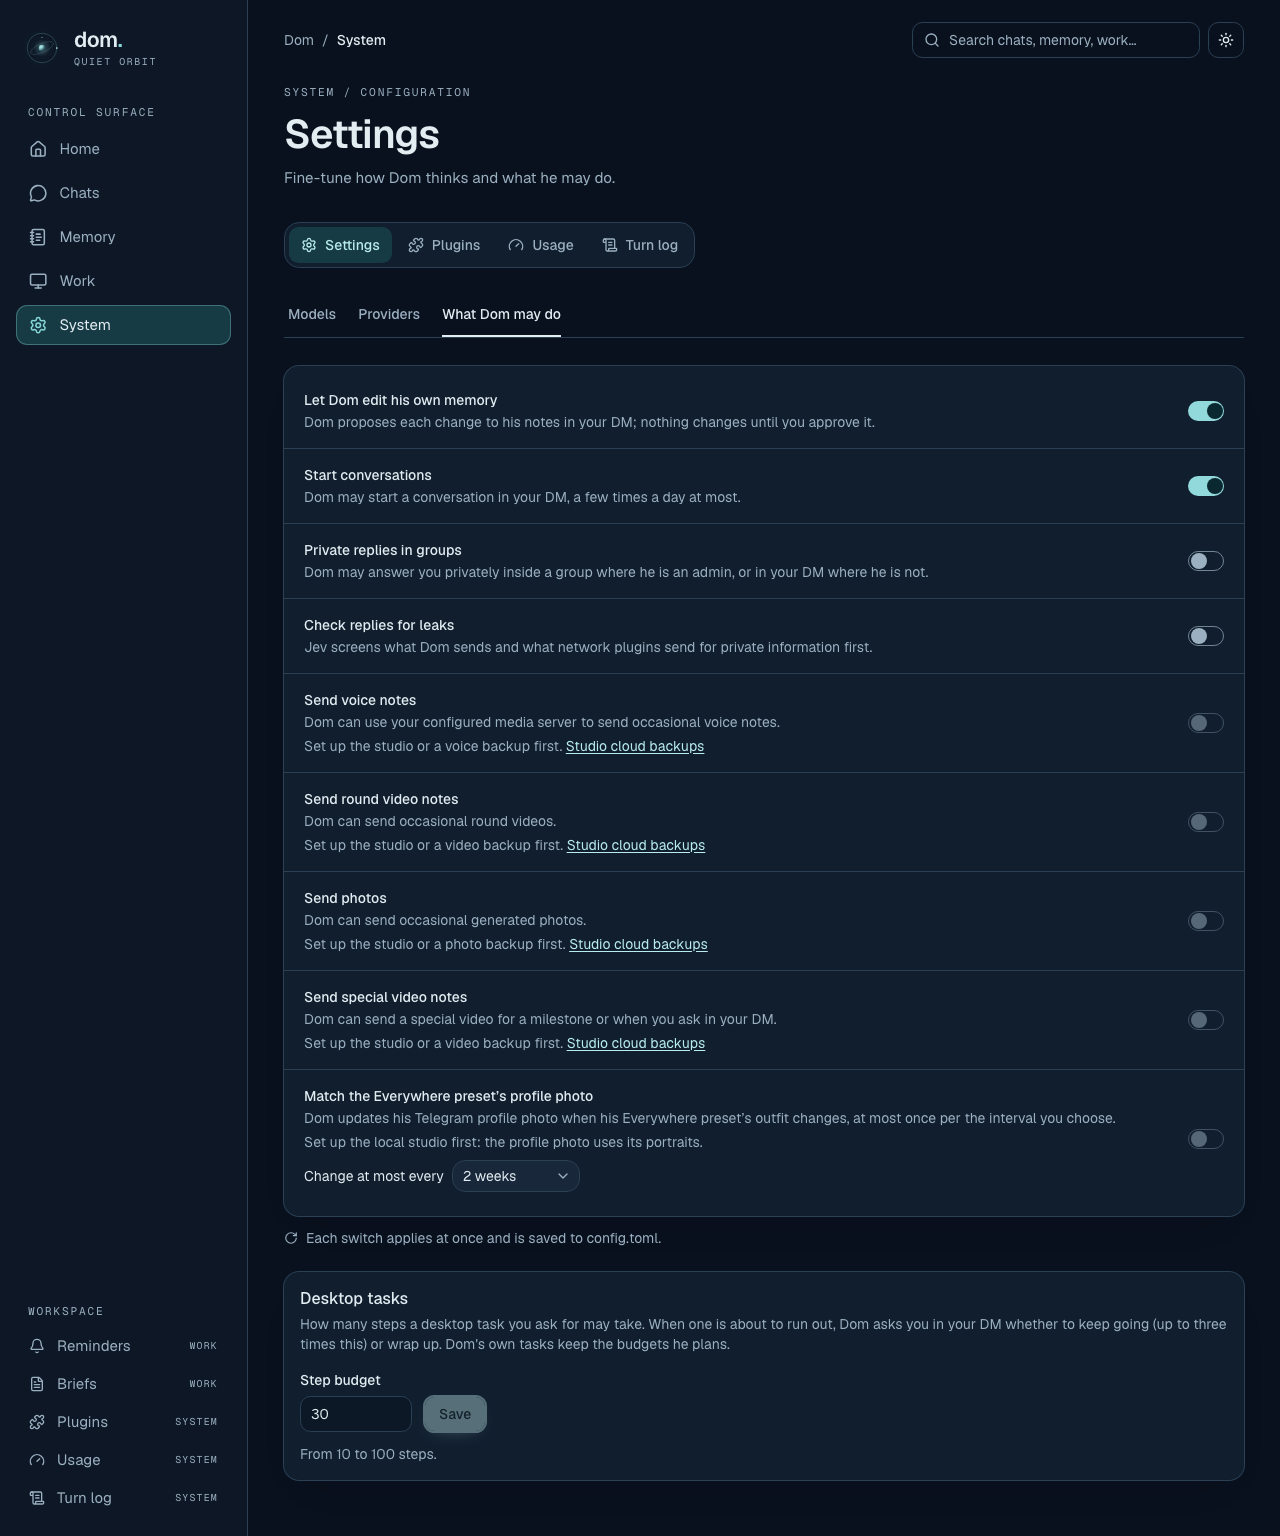 dom.
QUIET ORBIT
CONTROL SURFACE
Home
Chats
Memory
Work
System
WORKSPACE
Reminders WORK
Briefs WORK
Plugins SYSTEM
Usage SYSTEM
Turn log SYSTEM
Dom / System
Search chats, memory, work…
SYSTEM / CONFIGURATION
Settings
Fine-tune how Dom thinks and what he may do.
Settings Plugins Usage Turn log
Models Providers What Dom may do
Let Dom edit his own memory
Dom proposes each change to his notes in your DM; nothing changes until you approve it.
Start conversations
Dom may start a conversation in your DM, a few times a day at most.
Private replies in groups
Dom may answer you privately inside a group where he is an admin, or in your DM where he is not.
Check replies for leaks
Jev screens what Dom sends and what network plugins send for private information first.
Send voice notes
Dom can use your configured media server to send occasional voice notes.
Set up the studio or a voice backup first. Studio cloud backups
Send round video notes
Dom can send occasional round videos.
Set up the studio or a video backup first. Studio cloud backups
Send photos
Dom can send occasional generated photos.
Set up the studio or a photo backup first. Studio cloud backups
Send special video notes
Dom can send a special video for a milestone or when you ask in your DM.
Set up the studio or a video backup first. Studio cloud backups
Match the Everywhere preset's profile photo
Dom updates his Telegram profile photo when his Everywhere preset's outfit changes, at most once per the interval you choose.
Set up the local studio first: the profile photo uses its portraits.
Change at most every 2 weeks
Each switch applies at once and is saved to config.toml.
Desktop tasks
How many steps a desktop task you ask for may take. When one is about to run out, Dom asks you in your DM whether to keep going (up to three
times this) or wrap up. Dom's own tasks keep the budgets he plans.
Step budget
30 Save
From 10 to 100 steps.